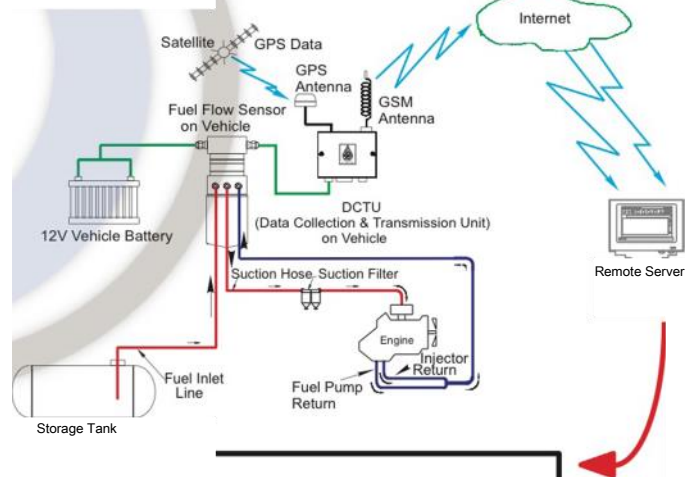 Internet
Satellite
GPS Data
GPS
Antenna
GSM
Antenna
Fuel Flow Sensor
on Vehicle
12V Vehicle Battery
DCTU
(Data Collection & Transmission Unit)
on Vehicle
Remote Server
Suction Hose
Suction Filter
Engine
Injector
Return
Fuel Pump
Return
Fuel Inlet
Line
Storage Tank